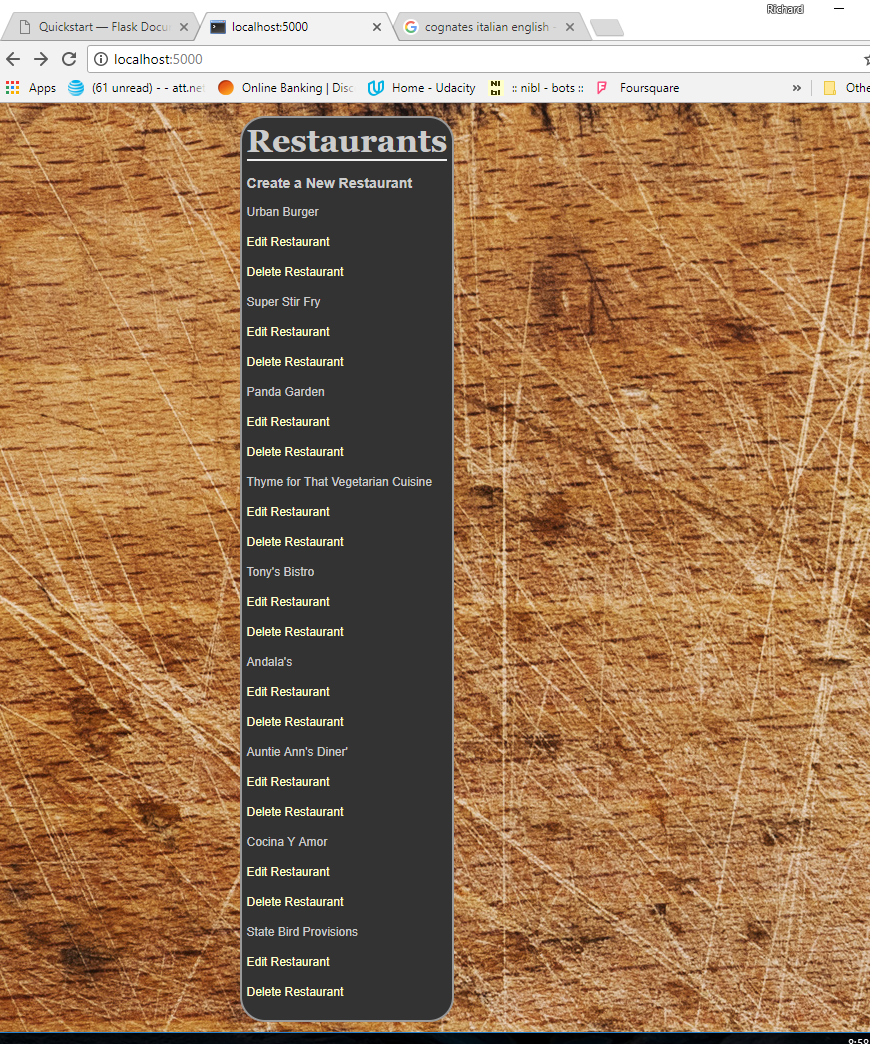 Richard
Quickstart — Flask Docu
localhost:5000
cognates italian english
localhost:5000
Apps
(61 unread) - - att.net
Online Banking | Disc
Home - Udacity
NI
bl
:: nibl - bots ::
Foursquare
»
Othe
Restaurants
Create a New Restaurant
Urban Burger
Edit Restaurant
Delete Restaurant
Super Stir Fry
Edit Restaurant
Delete Restaurant
Panda Garden
Edit Restaurant
Delete Restaurant
Thyme for That Vegetarian Cuisine
Edit Restaurant
Delete Restaurant
Tony's Bistro
Edit Restaurant
Delete Restaurant
Andala's
Edit Restaurant
Delete Restaurant
Auntie Ann's Diner'
Edit Restaurant
Delete Restaurant
Cocina Y Amor
Edit Restaurant
Delete Restaurant
State Bird Provisions
Edit Restaurant
Delete Restaurant